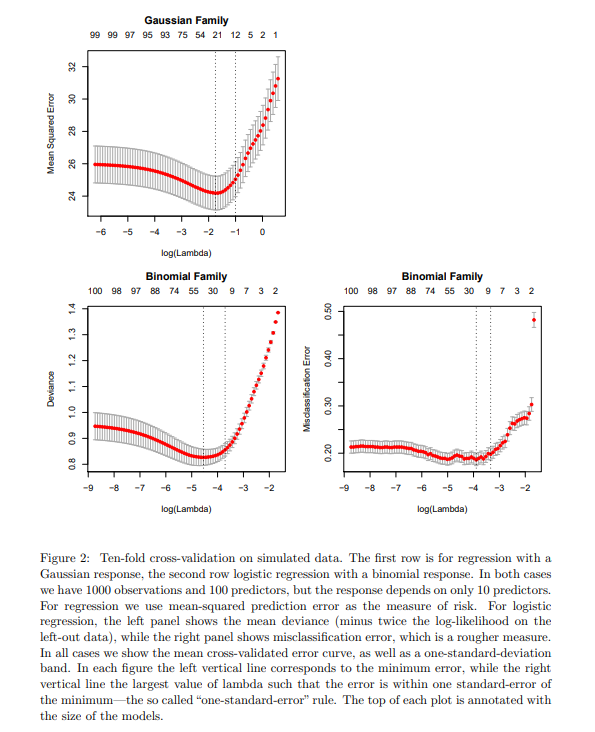 Gaussian Family
99 99 97 95 93 75 54 21 12 5 2 1
32
30
28
26
24
Mean Squared Error
−6 −5 −4 −3 −2 −1 0
log(Lambda)
Binomial Family
100 98 97 88 74 55 30 9 7 3 2
1.4
1.3
1.2
1.1
1.0
0.9
0.8
Deviance
−9 −8 −7 −6 −5 −4 −3 −2
log(Lambda)
Binomial Family
100 98 97 88 74 55 30 9 7 3 2
0.50
0.40
0.30
0.20
Misclassification Error
−9 −8 −7 −6 −5 −4 −3 −2
log(Lambda)
Figure 2: Ten-fold cross-validation on simulated data. The first row is for regression with a
Gaussian response, the second row logistic regression with a binomial response. In both cases
we have 1000 observations and 100 predictors, but the response depends on only 10 predictors.
For regression we use mean-squared prediction error as the measure of risk. For logistic
regression, the left panel shows the mean deviance (minus twice the log-likelihood on the
left-out data), while the right panel shows misclassification error, which is a rougher measure.
In all cases we show the mean cross-validated error curve, as well as a one-standard-deviation
band. In each figure the left vertical line corresponds to the minimum error, while the right
vertical line the largest value of lambda such that the error is within one standard-error of
the minimum—the so called “one-standard-error” rule. The top of each plot is annotated with
the size of the models.